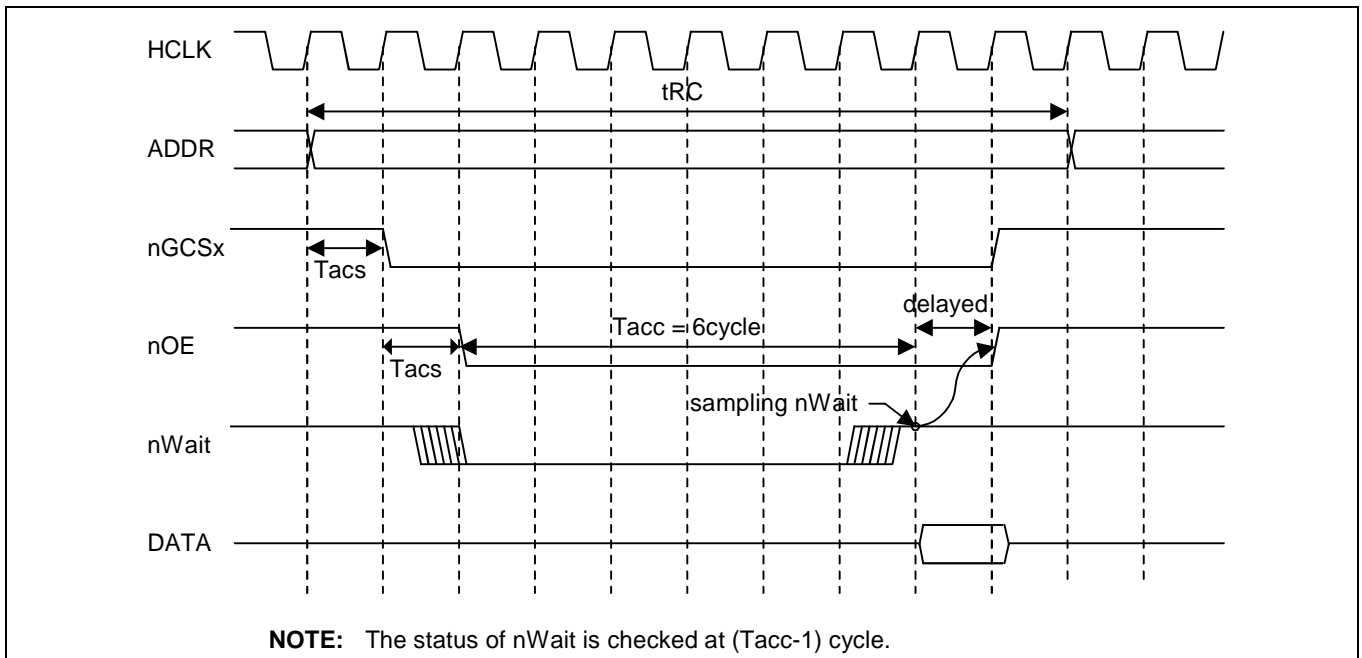 HCLK
tRC
ADDR
nGCSx
Tacs
delayed
nOE
Tacc = 6cycle
Tacs
sampling nWait
nWait
DATA
NOTE: The status of nWait is checked at (Tacc-1) cycle.